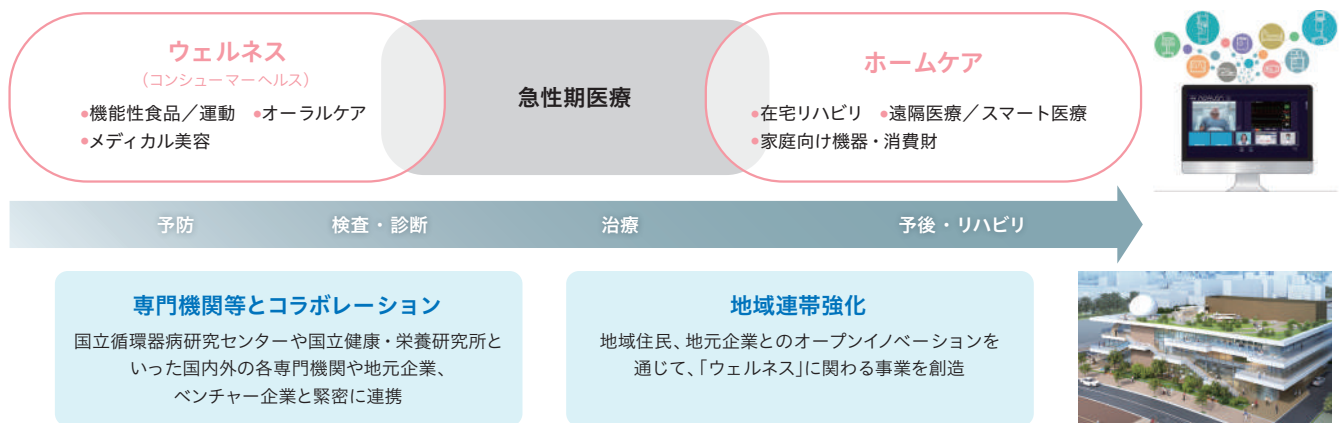 ウェルネス
（コンシューマーヘルス）
●機能性食品／運動 ●オーラルケア
●メディカル美容
急性期医療
ホームケア
●在宅リハビリ ●遠隔医療／スマート医療
●家庭向け機器・消費財
予防
検査・診断
治療
予後・リハビリ
専門機関等とコラボレーション
国立循環器病研究センターや国立健康・栄養研究所と
いった国内外の各専門機関や地元企業、
ベンチャー企業と緊密に連携
地域連帯強化
地域住民、地元企業とのオープンイノベーションを
通じて、「ウェルネス」に関わる事業を創造